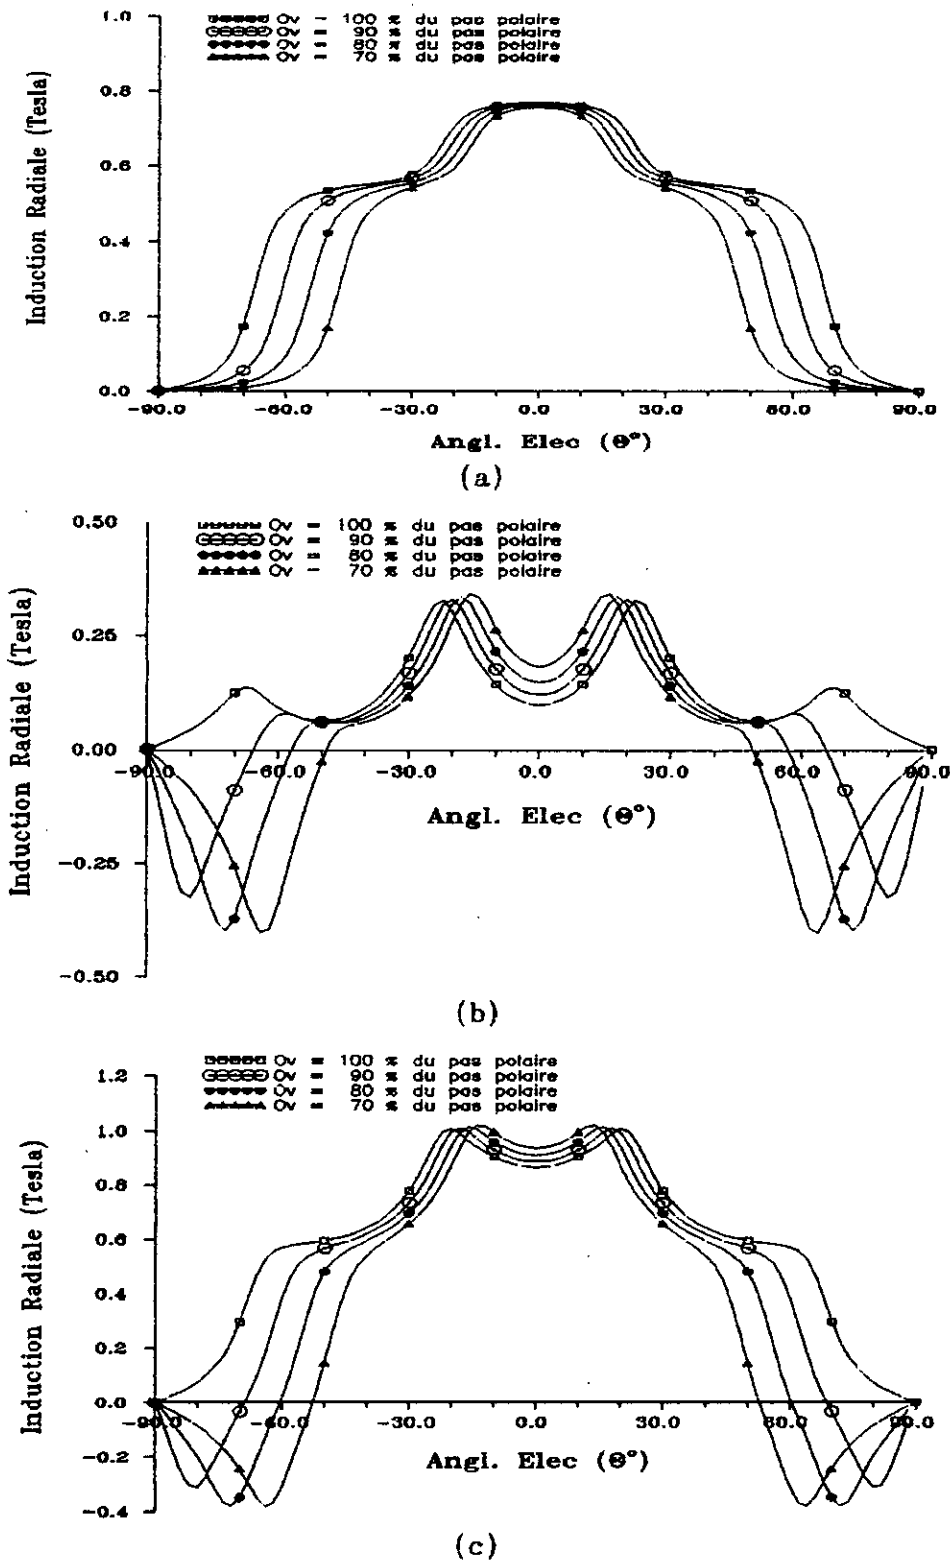 Ov = 100 % du pas polaire
Ov = 90 % du pas polaire
Ov = 80 % du pas polaire
Ov = 70 % du pas polaire
Induction Radiale (Tesla)
1.0
0.8
0.6
0.4
0.2
0.0
-90.0 -60.0 -30.0 0.0 30.0 60.0 90.0
Angl. Elec (Θ°)
(a)
Ov = 100 % du pas polaire
Ov = 90 % du pas polaire
Ov = 80 % du pas polaire
Ov = 70 % du pas polaire
Induction Radiale (Tesla)
0.50
0.25
0.00
-0.25
-0.50
-90.0 -60.0 -30.0 0.0 30.0 60.0 90.0
Angl. Elec (Θ°)
(b)
Ov = 100 % du pas polaire
Ov = 90 % du pas polaire
Ov = 80 % du pas polaire
Ov = 70 % du pas polaire
Induction Radiale (Tesla)
1.2
1.0
0.8
0.6
0.4
0.2
0.0
-0.2
-0.4
-90.0 -60.0 -30.0 0.0 30.0 60.0 90.0
Angl. Elec (Θ°)
(c)